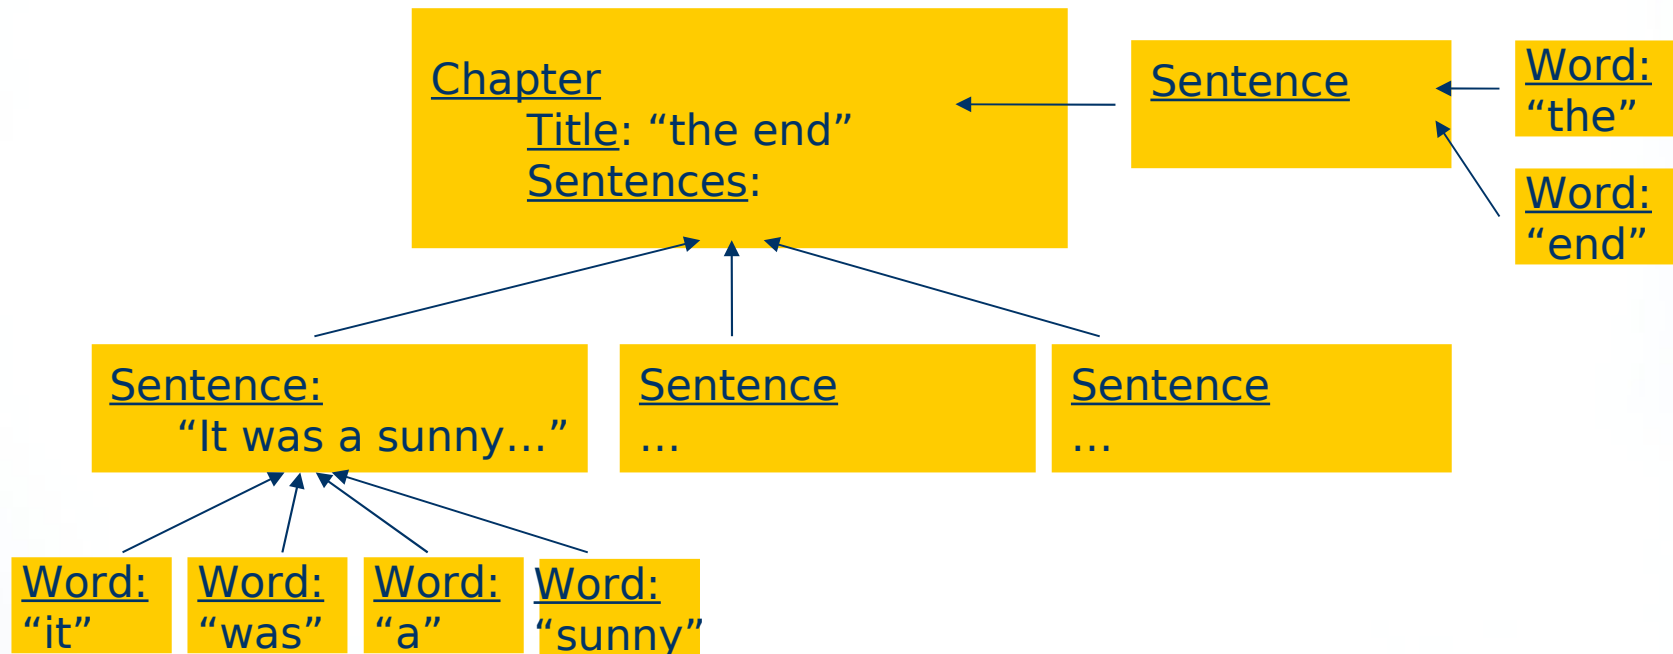 Chapter
Title: “the end”
Sentences:
Sentence
Word:
“the”
Word:
“end”
Sentence:
“It was a sunny…”
Sentence
…
Sentence
…
Word:
“it”
Word:
“was”
Word:
“a”
Word:
“sunny”